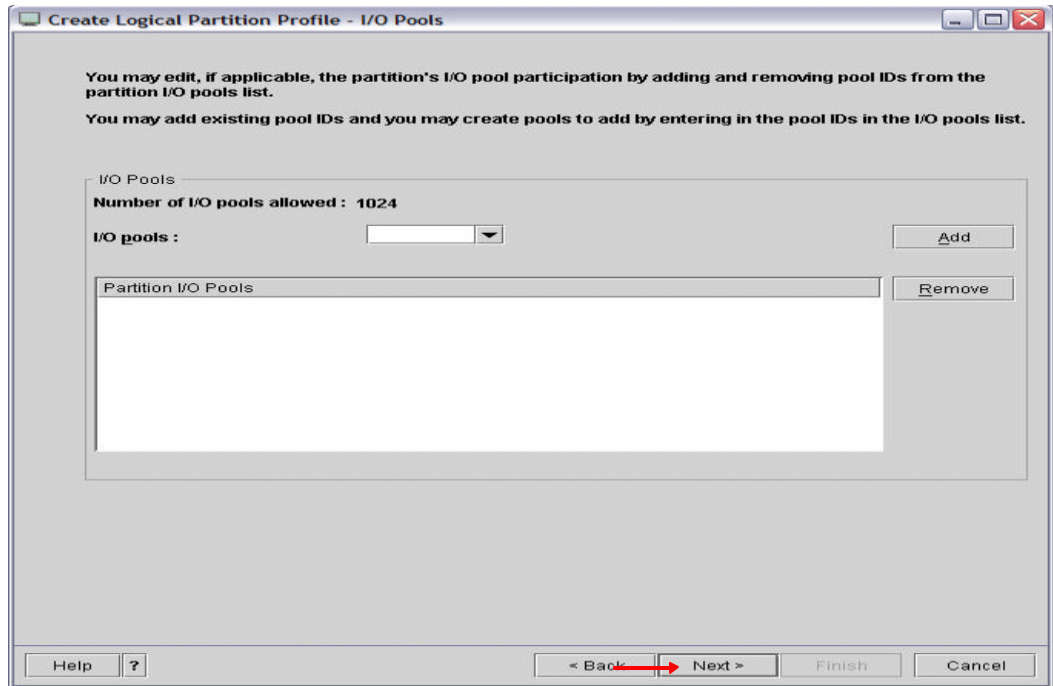 Create Logical Partition Profile - I/O Pools
You may edit, if applicable, the partition's I/O pool participation by adding and removing pool IDs from the
partition I/O pools list.
You may add existing pool IDs and you may create pools to add by entering in the pool IDs in the I/O pools list.
I/O Pools
Number of I/O pools allowed : 1024
I/O pools :
Add
Partition I/O Pools
Remove
Help ? < Back Next > Finish Cancel